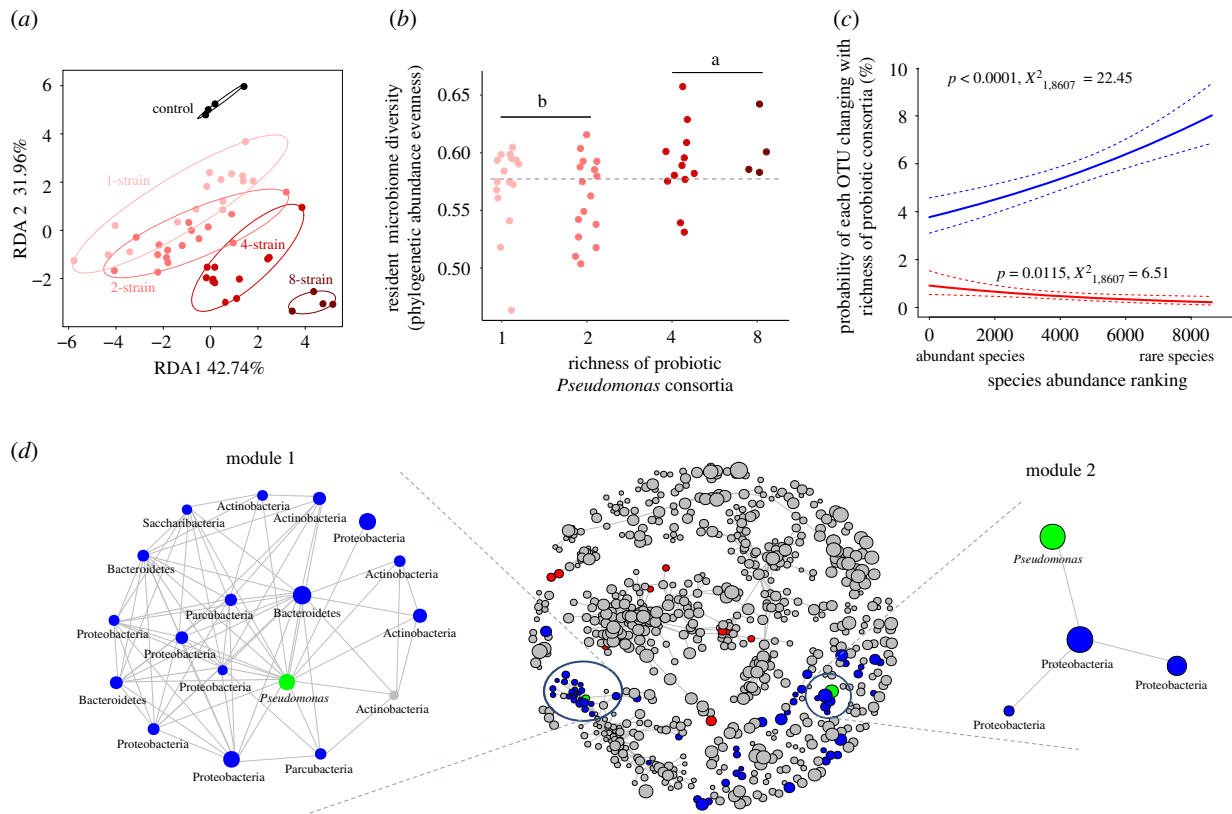 (a)
RDA 2 31.96%
6
4
2
0
−2
−6
−4
−2
0
2
4
RDA1 42.74%
control
1-strain
2-strain
4-strain
8-strain
(b)
resident microbiome diversity
(phylogenetic abundance evenness)
0.65
0.60
0.55
0.50
b
a
1
2
4
8
richness of probiotic
Pseudomonas consortia
(c)
probability of each OTU changing with
richness of probiotic consortia (%)
10
8
6
4
2
0
p < 0.0001, X²₁,₈₆₀₇ = 22.45
p = 0.0115, X²₁,₈₆₀₇ = 6.51
0
2000
4000
6000
8000
abundant species
rare species
species abundance ranking
(d)
module 1
Actinobacteria
Saccharibacteria
Actinobacteria
Proteobacteria
Bacteroidetes
Actinobacteria
Parcubacteria
Bacteroidetes
Proteobacteria
Actinobacteria
Proteobacteria
Proteobacteria
Pseudomonas
Bacteroidetes
Actinobacteria
Proteobacteria
Proteobacteria
Parcubacteria
module 2
Pseudomonas
Proteobacteria
Proteobacteria
Proteobacteria